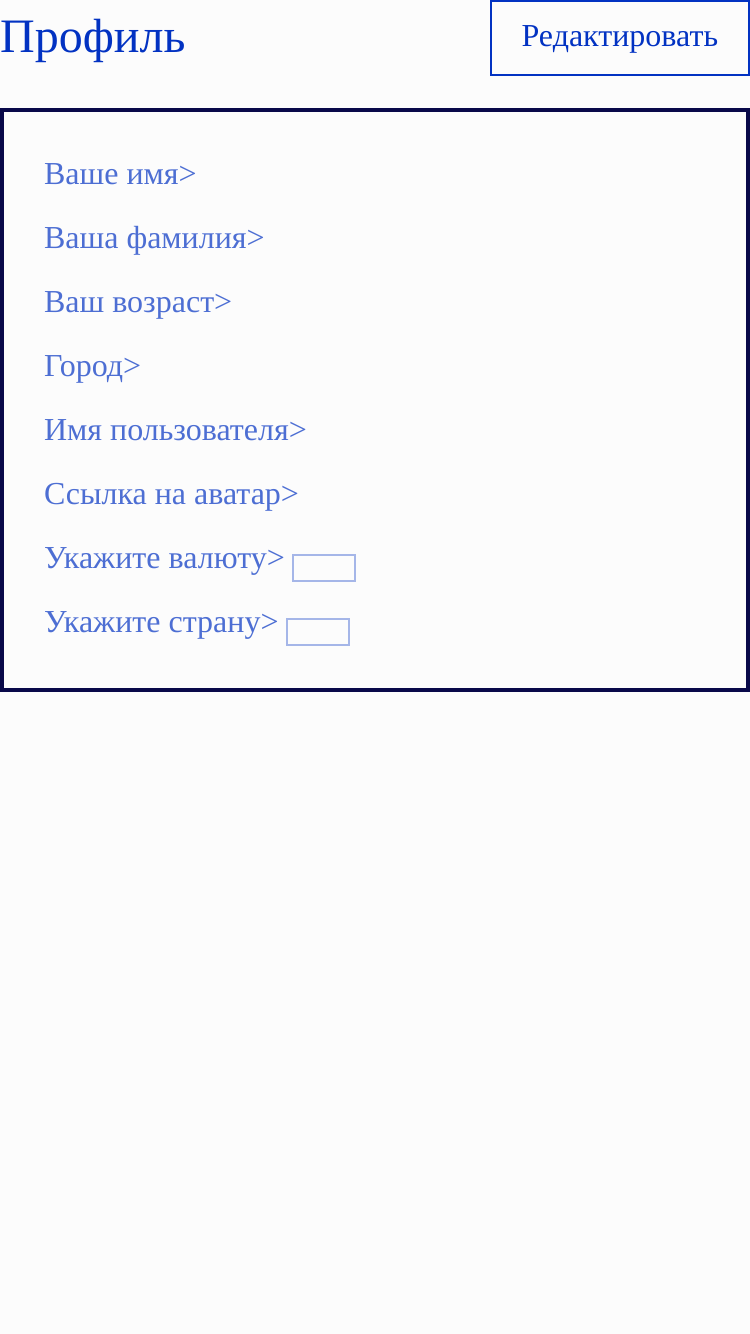 Профиль
Редактировать
Ваше имя>
Ваша фамилия>
Ваш возраст>
Город>
Имя пользователя>
Ссылка на аватар>
Укажите валюту>
Укажите страну>